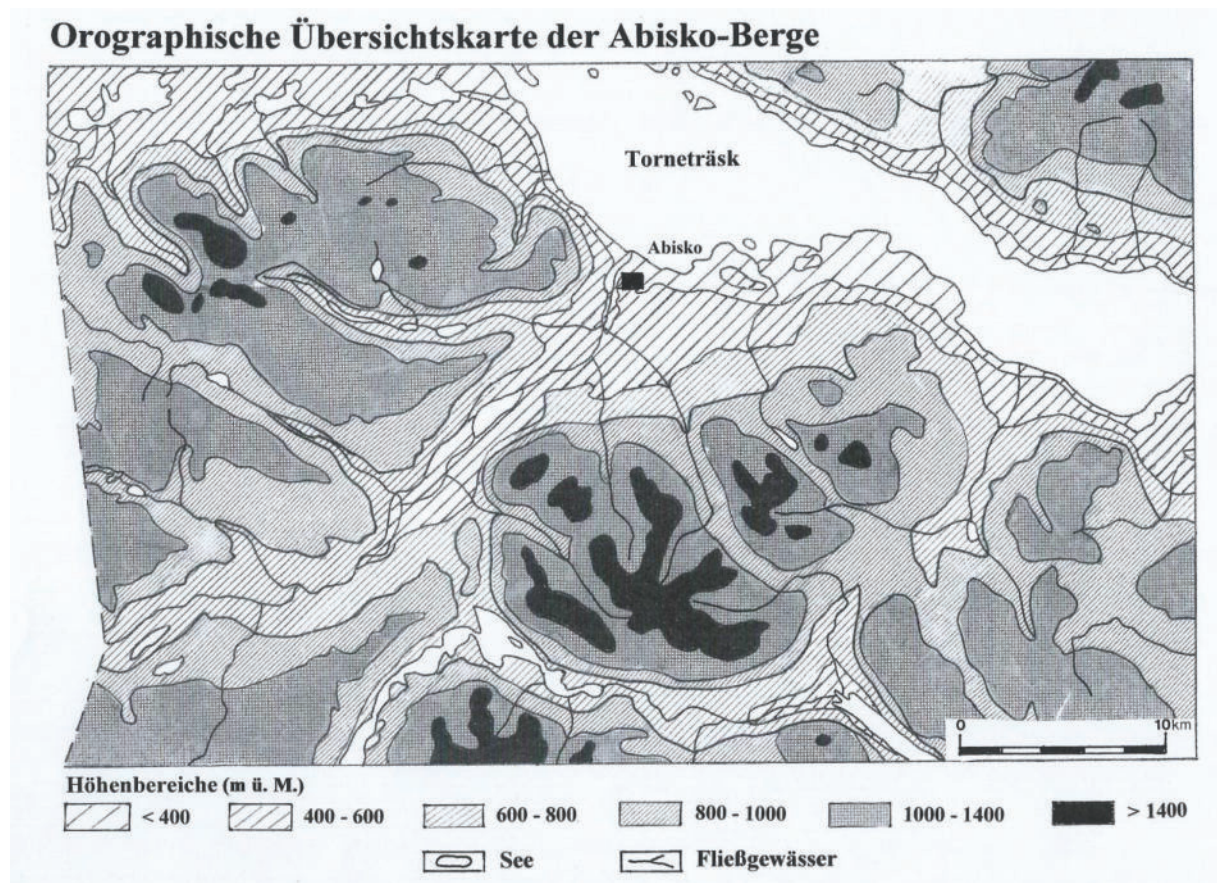 Orographische Übersichtskarte der Abisko-Berge
Torneträsk
Abisko
0 10km
Höhenbereiche (m ü. M.)
< 400 400 - 600 600 - 800 800 - 1000 1000 - 1400 > 1400
See Fließgewässer